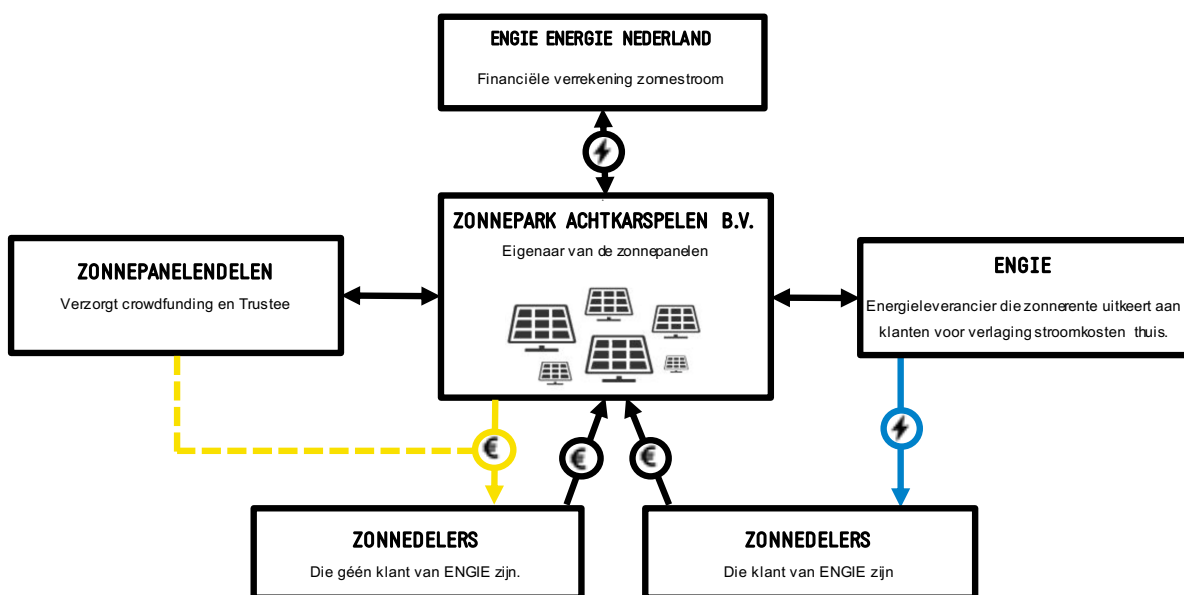 ENGIE ENERGIE NEDERLAND
Financiële verrekening zonnestroom
ZONNEPARK ACHTKARSPELEN B.V.
Eigenaar van de zonnepanelen
ZONNEPANELENDELEN
Verzorgt crowdfunding en Trustee
ENGIE
Energieleverancier die zonnerente uitkeert aan
klanten voor verlaging stroomkosten thuis.
€
€
€
ZONNEDELERS
Die géén klant van ENGIE zijn.
ZONNEDELERS
Die klant van ENGIE zijn